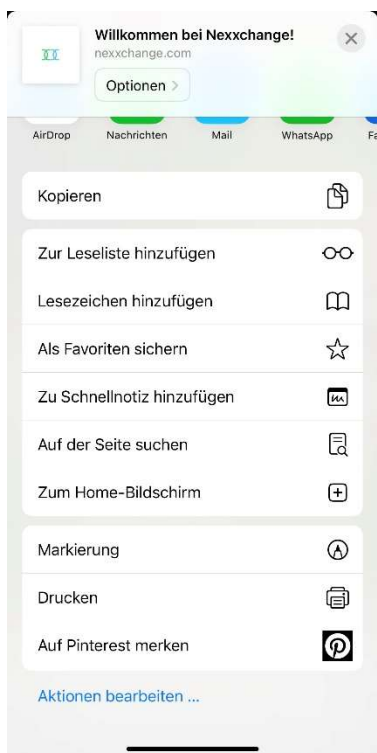 Willkommen bei Nexxchange!
nexxchange.com
Optionen
AirDrop Nachrichten Mail WhatsApp Fa
Kopieren
Zur Leseliste hinzufügen
Lesezeichen hinzufügen
Als Favoriten sichern
Zu Schnellnotiz hinzufügen
Auf der Seite suchen
Zum Home-Bildschirm
Markierung
Drucken
Auf Pinterest merken
Aktionen bearbeiten ...